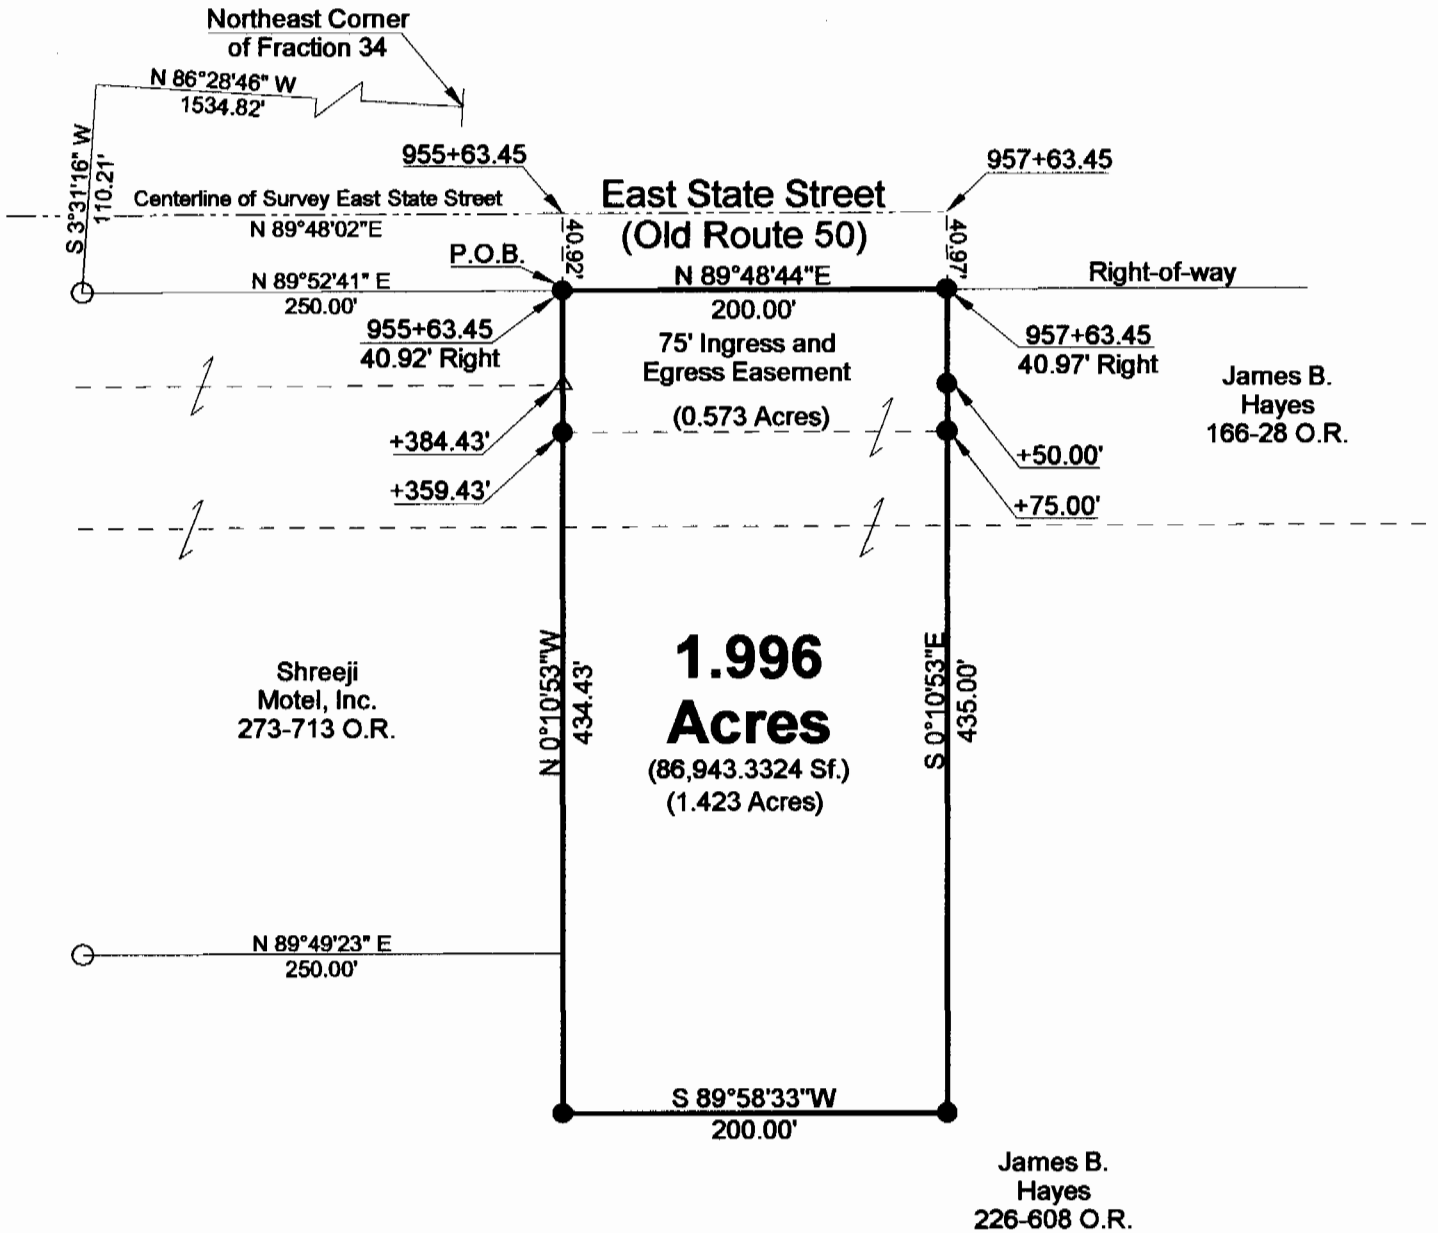 Northeast Corner
of Fraction 34
N 86°28'46" W
1534.82'
S 3°31'16" W
110.21'
955+63.45
957+63.45
Centerline of Survey East State Street
N 89°48'02"E
East State Street
(Old Route 50)
40.92'
40.97'
P.O.B.
N 89°52'41" E
250.00'
N 89°48'44"E
200.00'
Right-of-way
955+63.45
40.92' Right
75' Ingress and
Egress Easement
(0.573 Acres)
957+63.45
40.97' Right
James B.
Hayes
166-28 O.R.
+384.43'
+359.43'
+50.00'
+75.00'
Shreeji
Motel, Inc.
273-713 O.R.
N 0°10'53"W
434.43'
1.996
Acres
(86,943.3324 Sf.)
(1.423 Acres)
S 0°10'53"E
435.00'
N 89°49'23" E
250.00'
S 89°58'33"W
200.00'
James B.
Hayes
226-608 O.R.